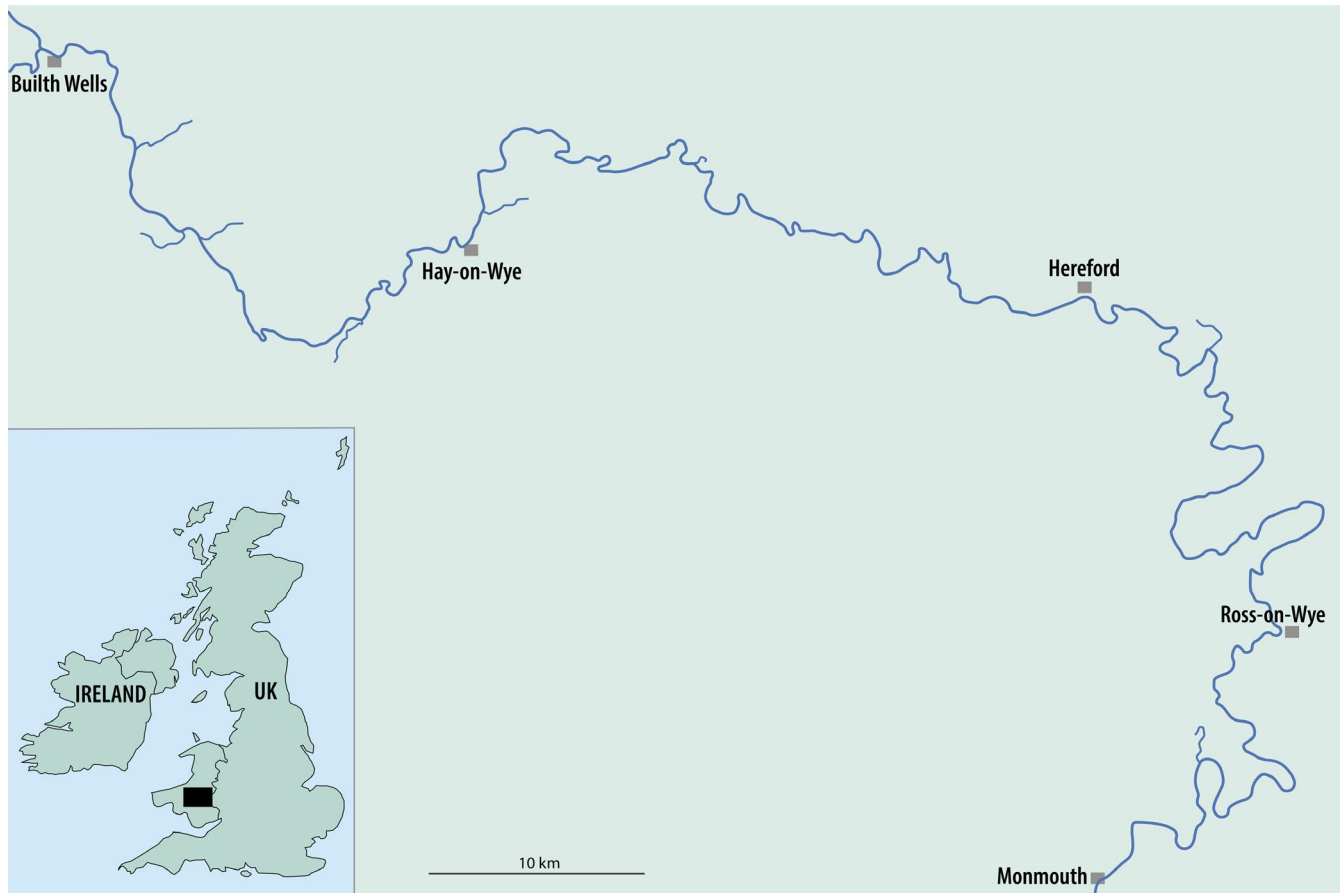 Builth Wells
Hay-on-Wye
Hereford
Ross-on-Wye
IRELAND
UK
10 km
Monmouth